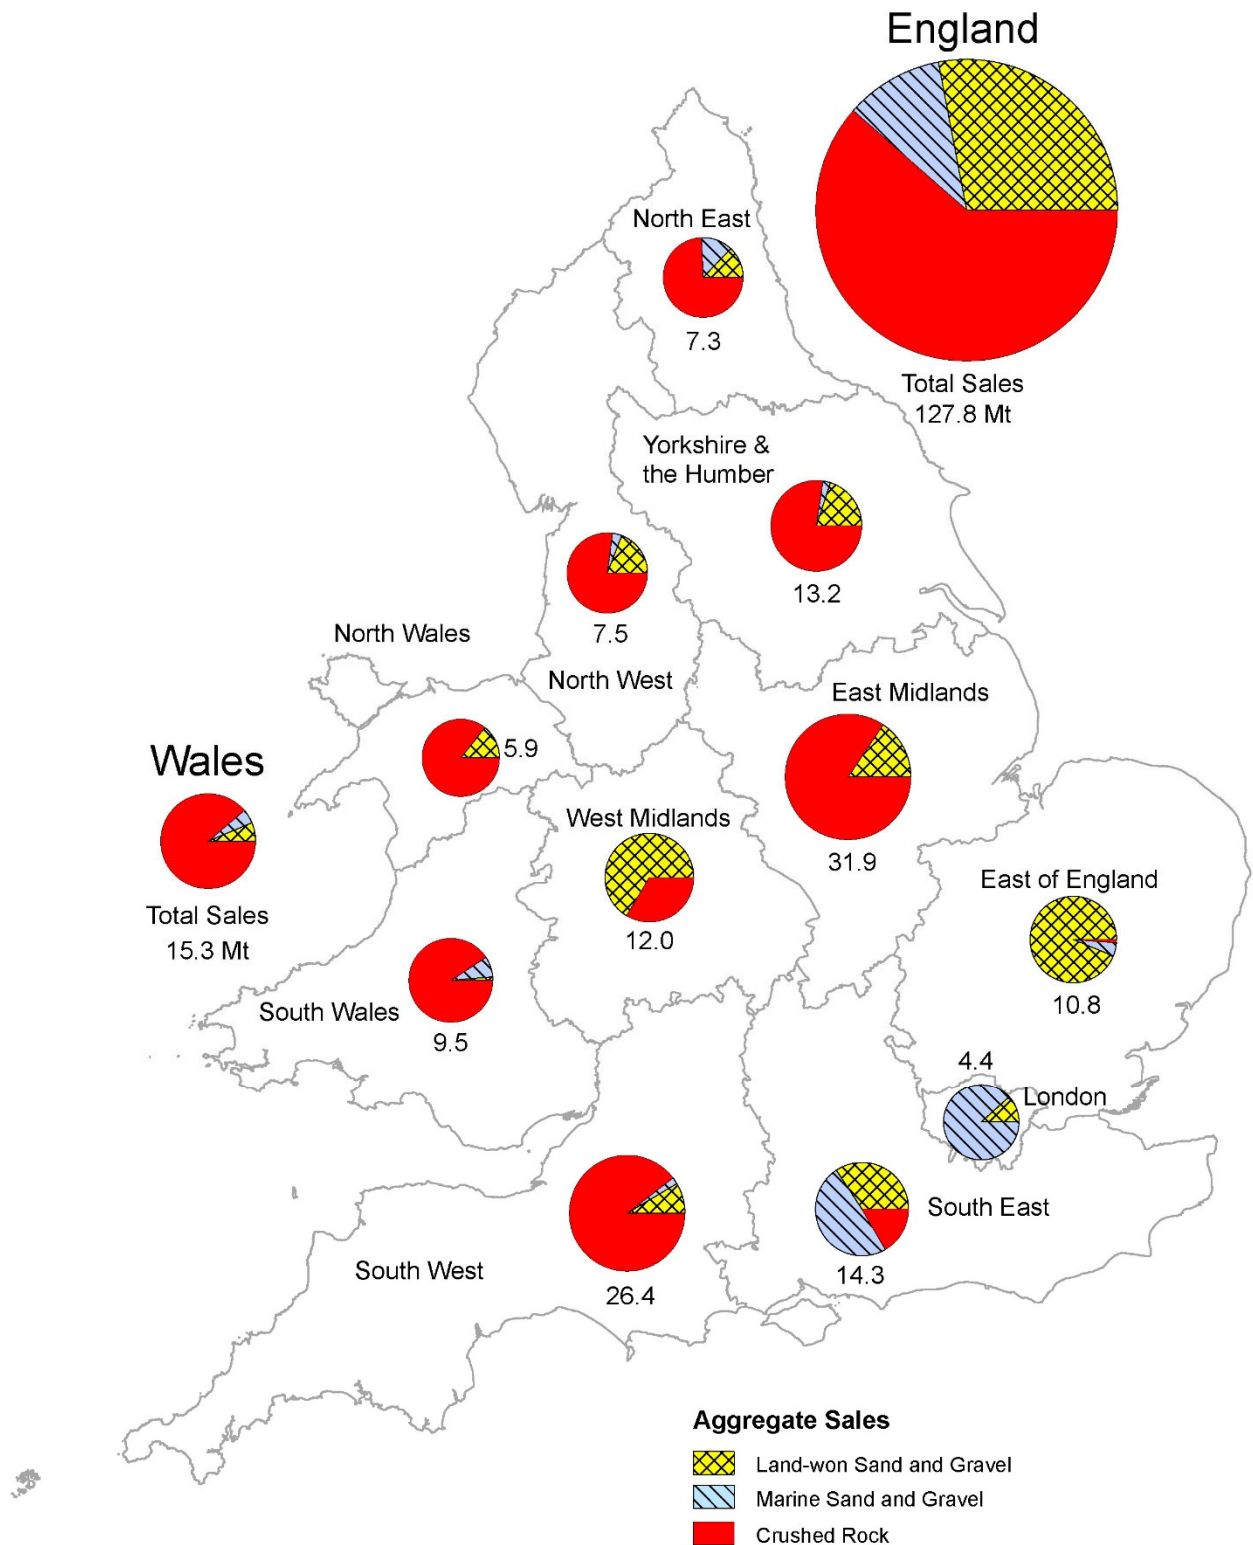 England
Total Sales
127.8 Mt
North East
7.3
Yorkshire &
the Humber
13.2
7.5
North West
North Wales
5.9
East Midlands
31.9
Wales
Total Sales
15.3 Mt
West Midlands
12.0
East of England
10.8
South Wales
9.5
4.4
London
South East
14.3
South West
26.4
Aggregate Sales
Land-won Sand and Gravel
Marine Sand and Gravel
Crushed Rock